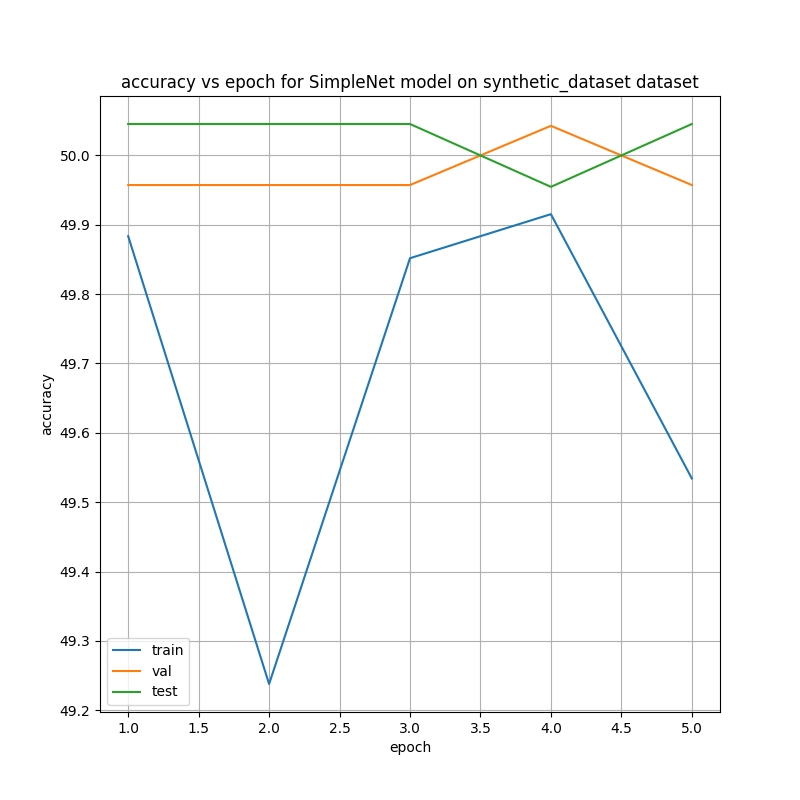 accuracy vs epoch for SimpleNet model on synthetic_dataset dataset
accuracy
50.0
49.9
49.8
49.7
49.6
49.5
49.4
49.3
49.2
train
val
test
1.0 1.5 2.0 2.5 3.0 3.5 4.0 4.5 5.0
epoch